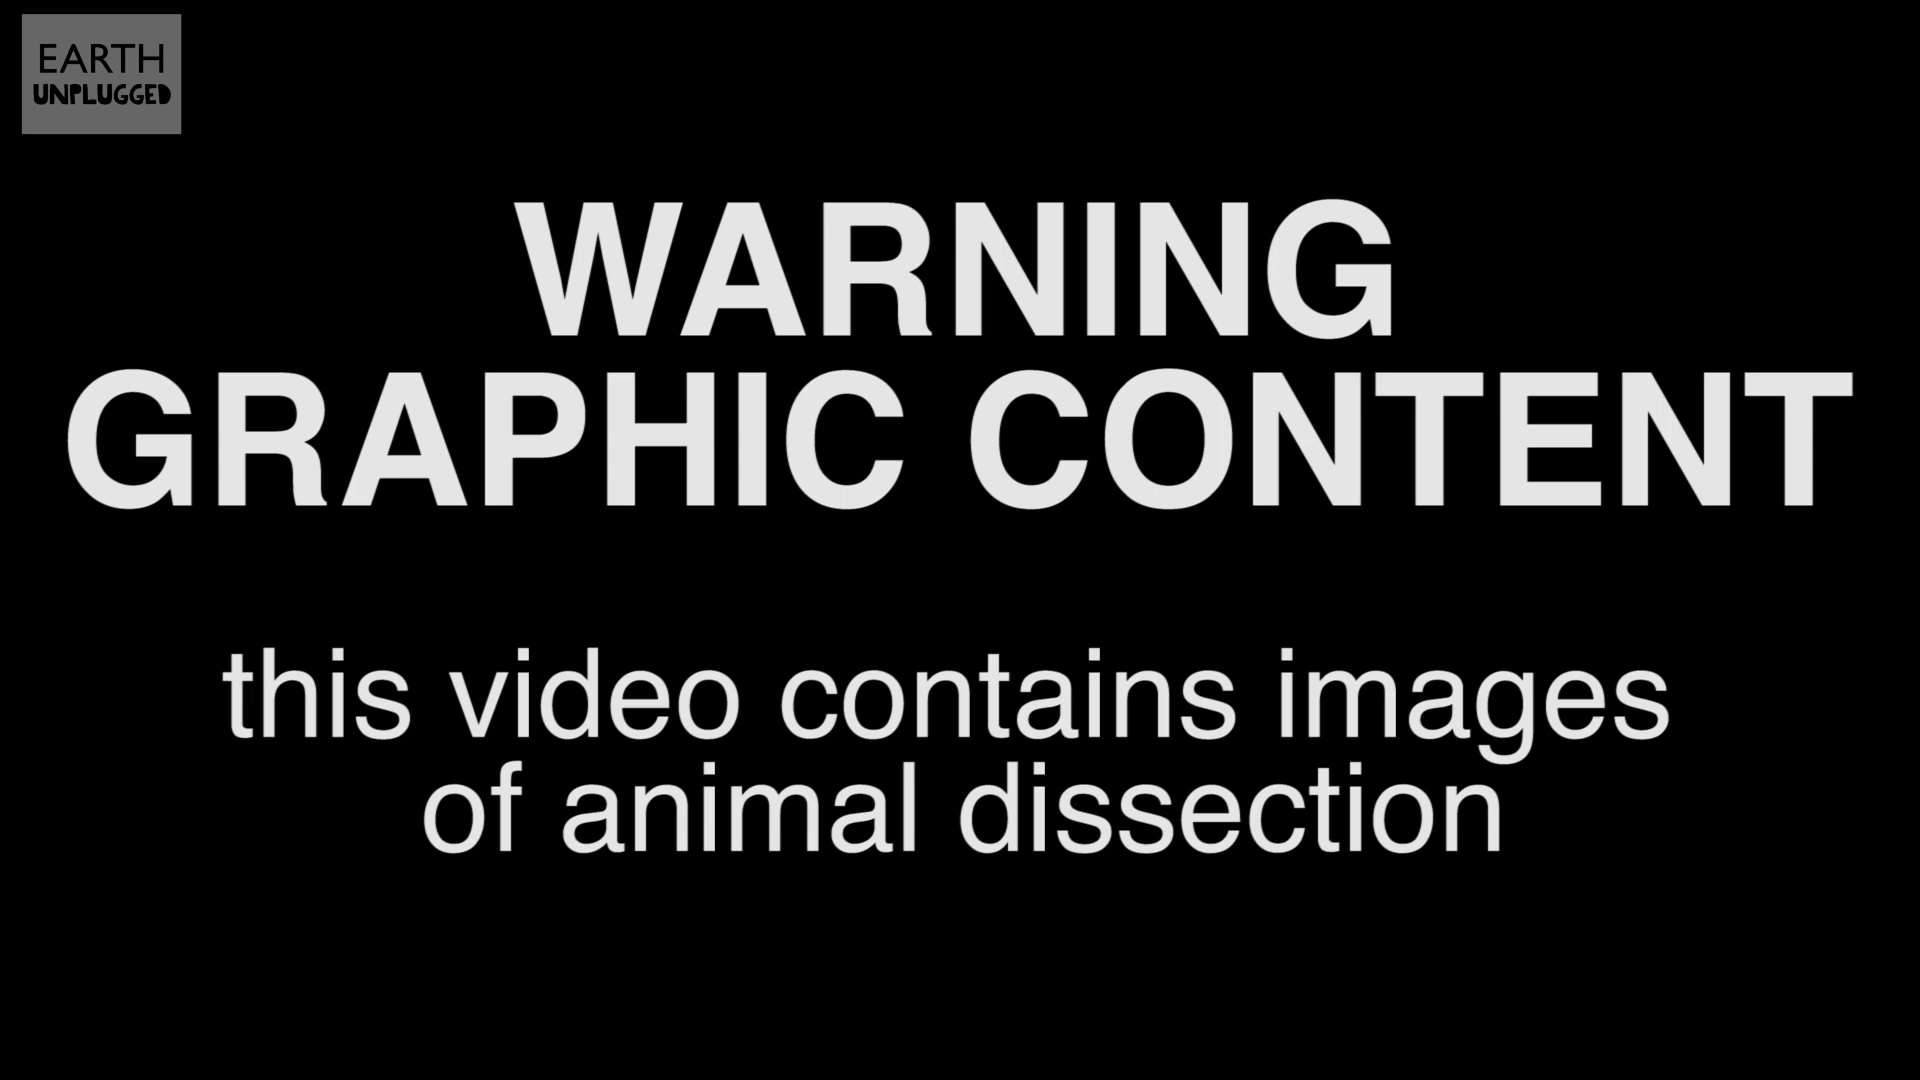 EARTH
UNPLUGGED
WARNING
GRAPHIC CONTENT
this video contains images
of animal dissection